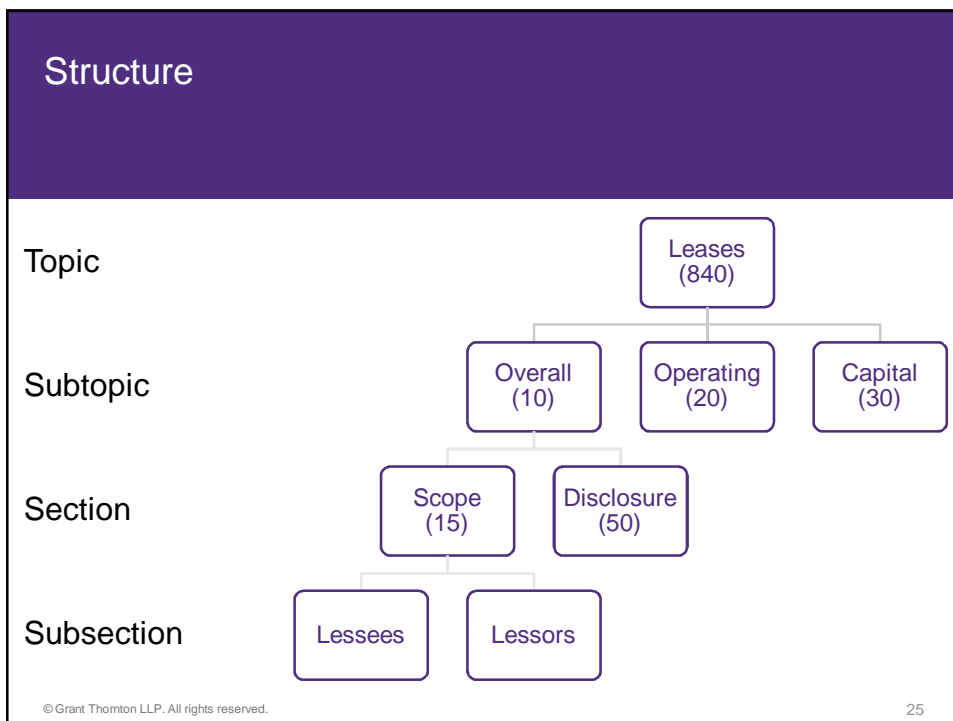 Structure
Topic
Leases
(840)
Subtopic
Overall
(10)
Operating
(20)
Capital
(30)
Section
Scope
(15)
Disclosure
(50)
Subsection
Lessees
Lessors
© Grant Thornton LLP. All rights reserved.
25